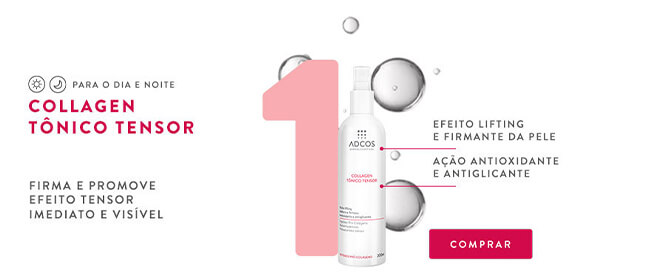 PARA O DIA E NOITE
COLLAGEN
TÔNICO TENSOR
FIRMA E PROMOVE
EFEITO TENSOR
IMEDIATO E VISÍVEL
1
ADCOS
COLLAGEN
TÔNICO TENSOR
EFEITO LIFTING
E FIRMANTE DA PELE
AÇÃO ANTIOXIDANTE
E ANTIGLICANTE
COMPRAR